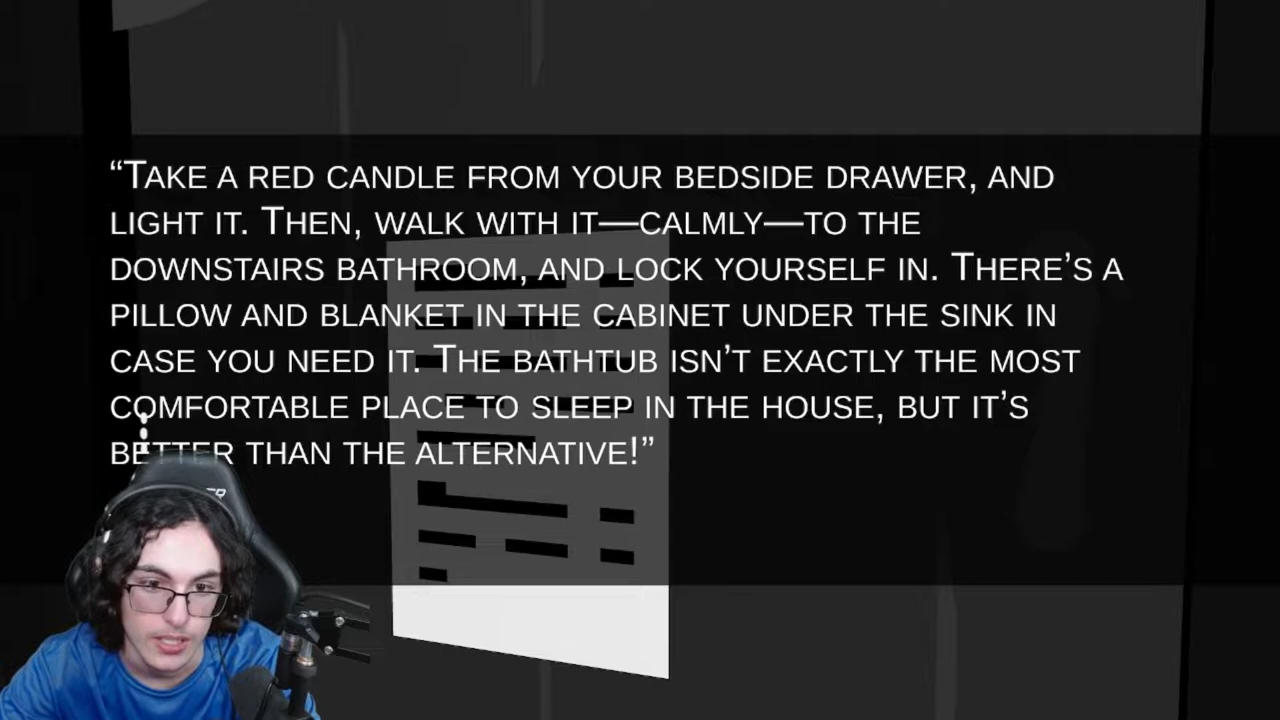 “Take a red candle from your bedside drawer, and
light it. Then, walk with it—calmly—to the
downstairs bathroom, and lock yourself in. There’s a
pillow and blanket in the cabinet under the sink in
case you need it. The bathtub isn’t exactly the most
comfortable place to sleep in the house, but it’s
better than the alternative!”